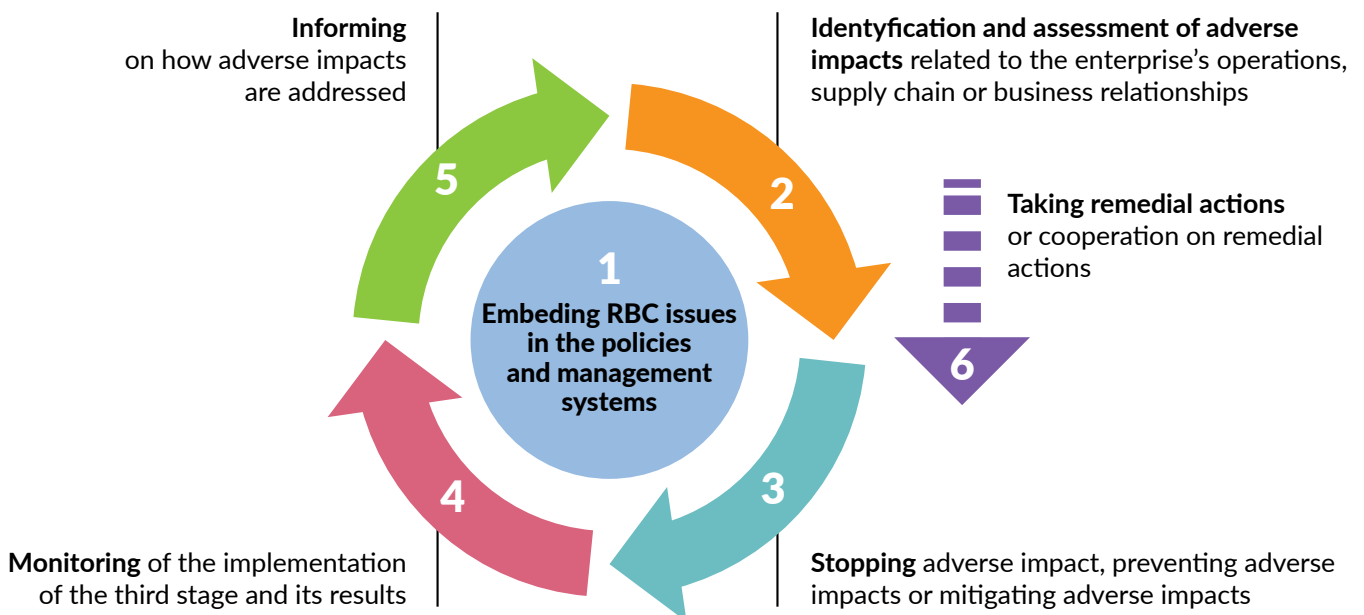 Informing
on how adverse impacts
are addressed
Identyfication and assessment of adverse
impacts related to the enterprise’s operations,
supply chain or business relationships
5
2
Taking remedial actions
or cooperation on remedial
actions
6
1
Embeding RBC issues
in the policies
and management
systems
4
3
Monitoring of the implementation
of the third stage and its results
Stopping adverse impact, preventing adverse
impacts or mitigating adverse impacts